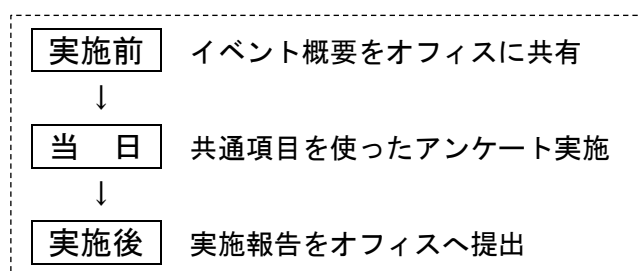 実施前 イベント概要をオフィスに共有
↓
当　日 共通項目を使ったアンケート実施
↓
実施後 実施報告をオフィスへ提出